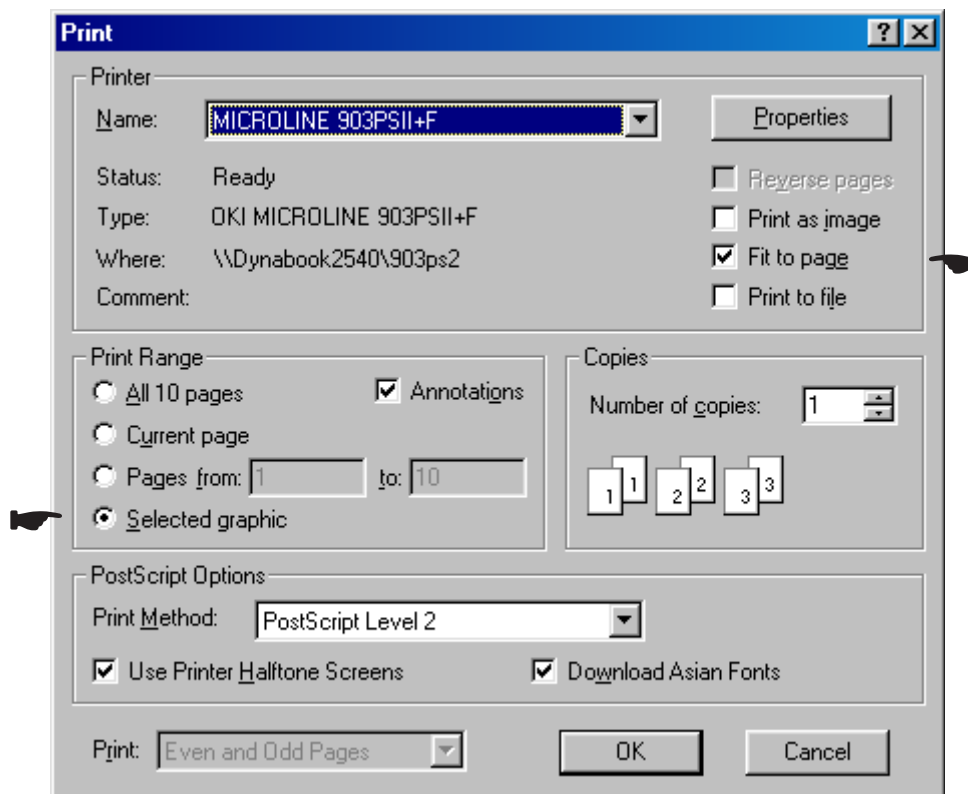 Print
Printer
Name: MICROLINE 903PSII+F Properties
Status: Ready Reverse pages
Type: OKI MICROLINE 903PSII+F Print as image
Where: \\Dynabook2540\903ps2 Fit to page
Comment: Print to file
Print Range
All 10 pages Annotations
Current page
Pages from: 1 to: 10
Selected graphic
Copies
Number of copies: 1
1 1 2 2 3 3
PostScript Options
Print Method: PostScript Level 2
Use Printer Halftone Screens Download Asian Fonts
Print: Even and Odd Pages OK Cancel